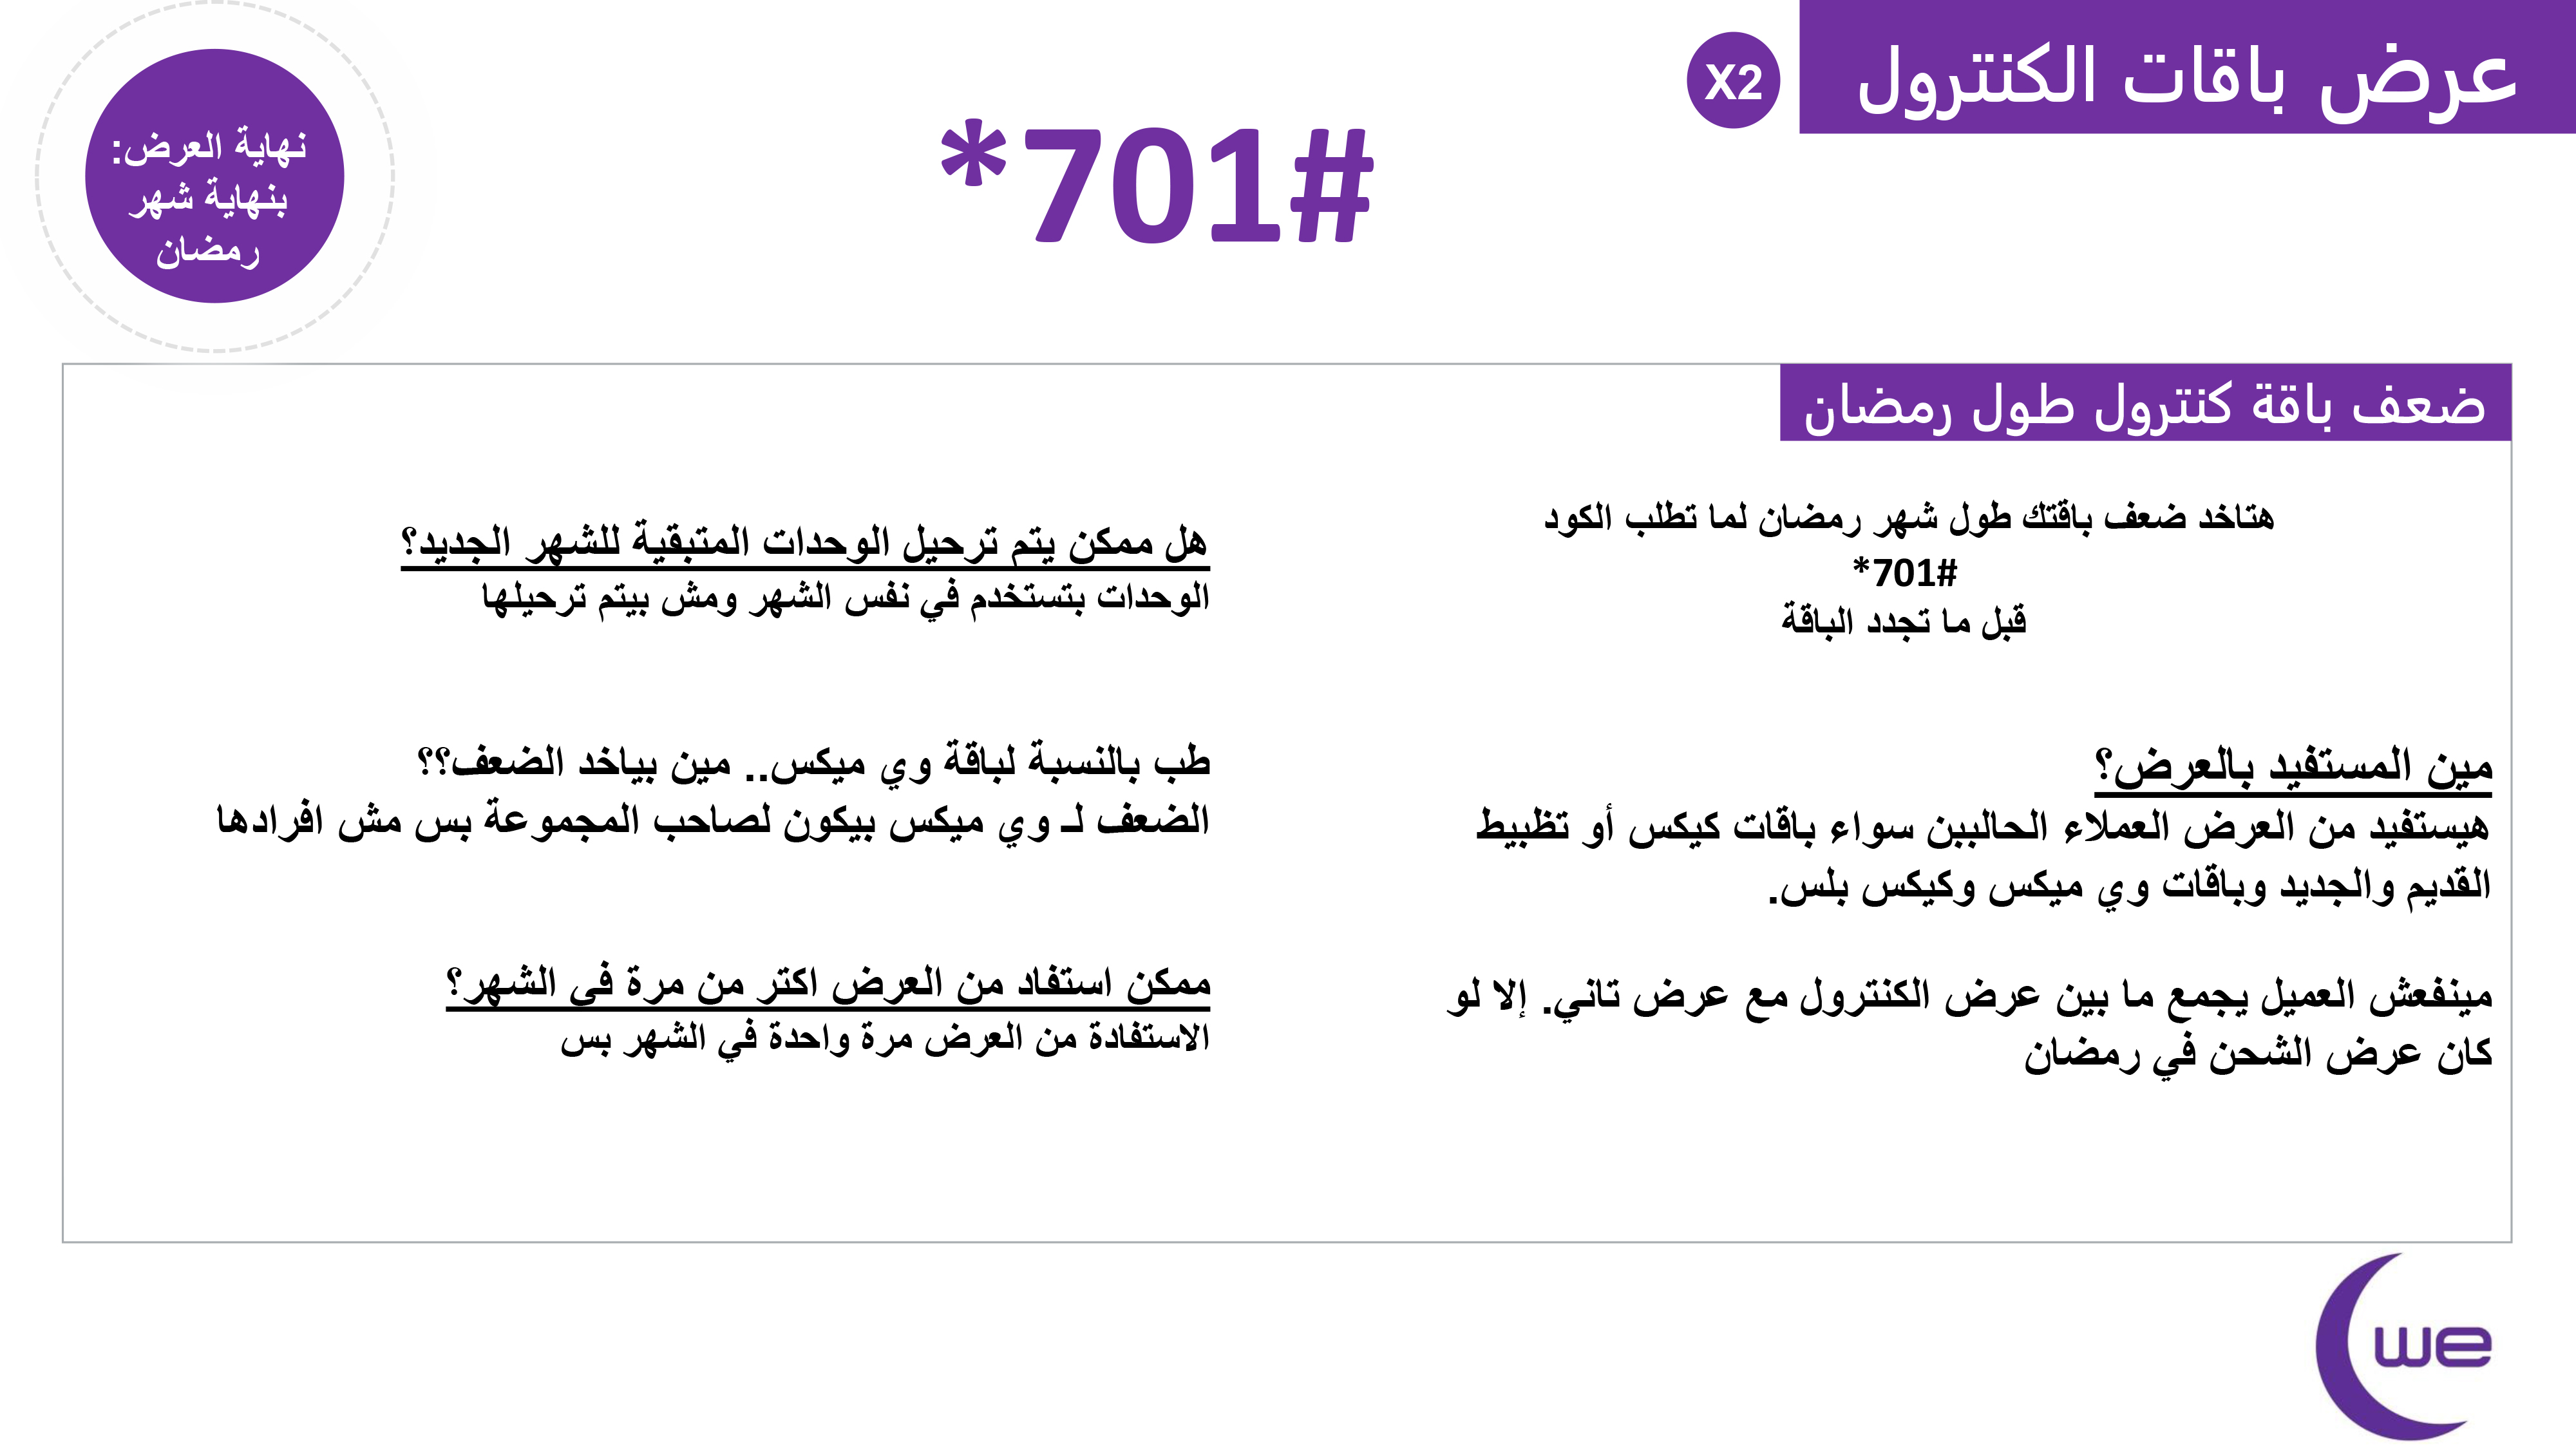 عرض باقات الكنترول
X2
*701#
نهاية العرض:
بنهاية شهر
رمضان
ضعف باقة كنترول طول رمضان
هتاخد ضعف باقتك طول شهر رمضان لما تطلب الكود
*701#
قبل ما تجدد الباقة
مين المستفيد بالعرض؟
هيستفيد من العرض العملاء الحاليين سواء باقات كيكس أو تظبيط
القديم والجديد وباقات وي ميكس وكيكس بلس.
مينفعش العميل يجمع ما بين عرض الكنترول مع عرض تاني. إلا لو
كان عرض الشحن في رمضان
هل ممكن يتم ترحيل الوحدات المتبقية للشهر الجديد؟
الوحدات بتستخدم في نفس الشهر ومش بيتم ترحيلها
طب بالنسبة لباقة وي ميكس.. مين بياخد الضعف؟؟
الضعف لـ وي ميكس بيكون لصاحب المجموعة بس مش افرادها
ممكن استفاد من العرض اكتر من مرة في الشهر؟
الاستفادة من العرض مرة واحدة في الشهر بس
we